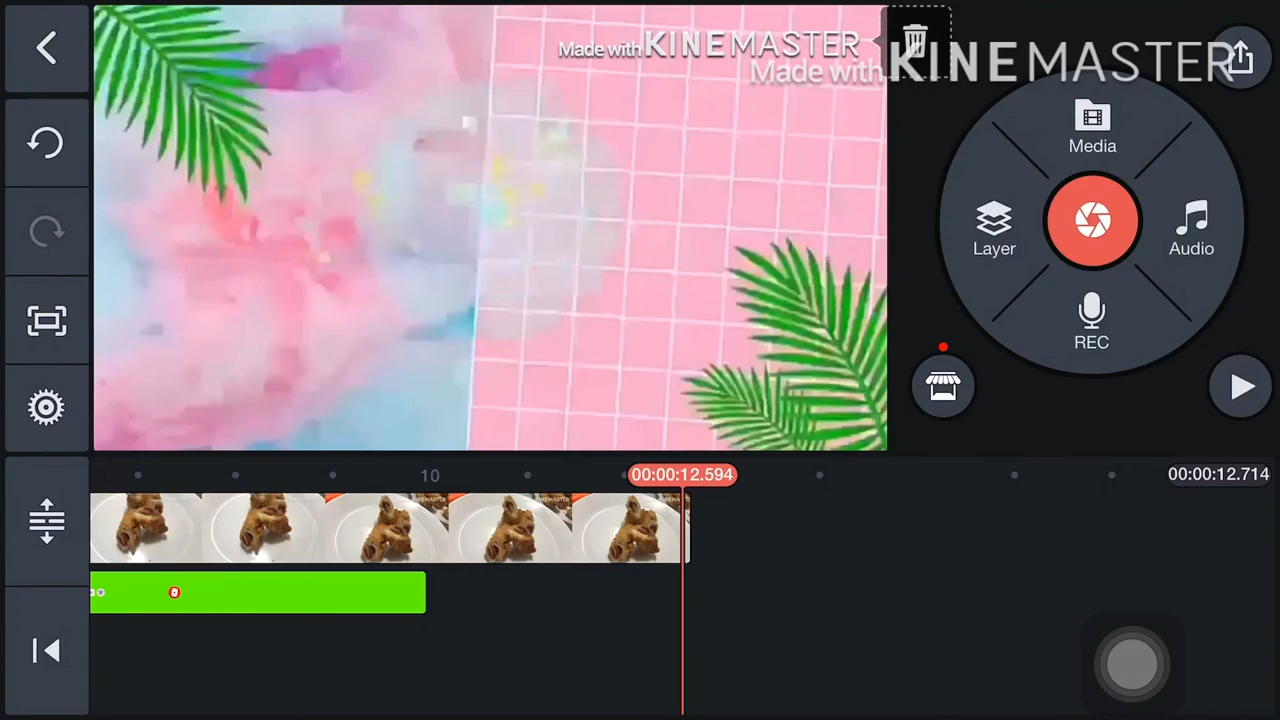 Made with KINEMASTER
Made with KINEMASTER
Media
Layer
Audio
REC
10
00:00:12.594
00:00:12.714